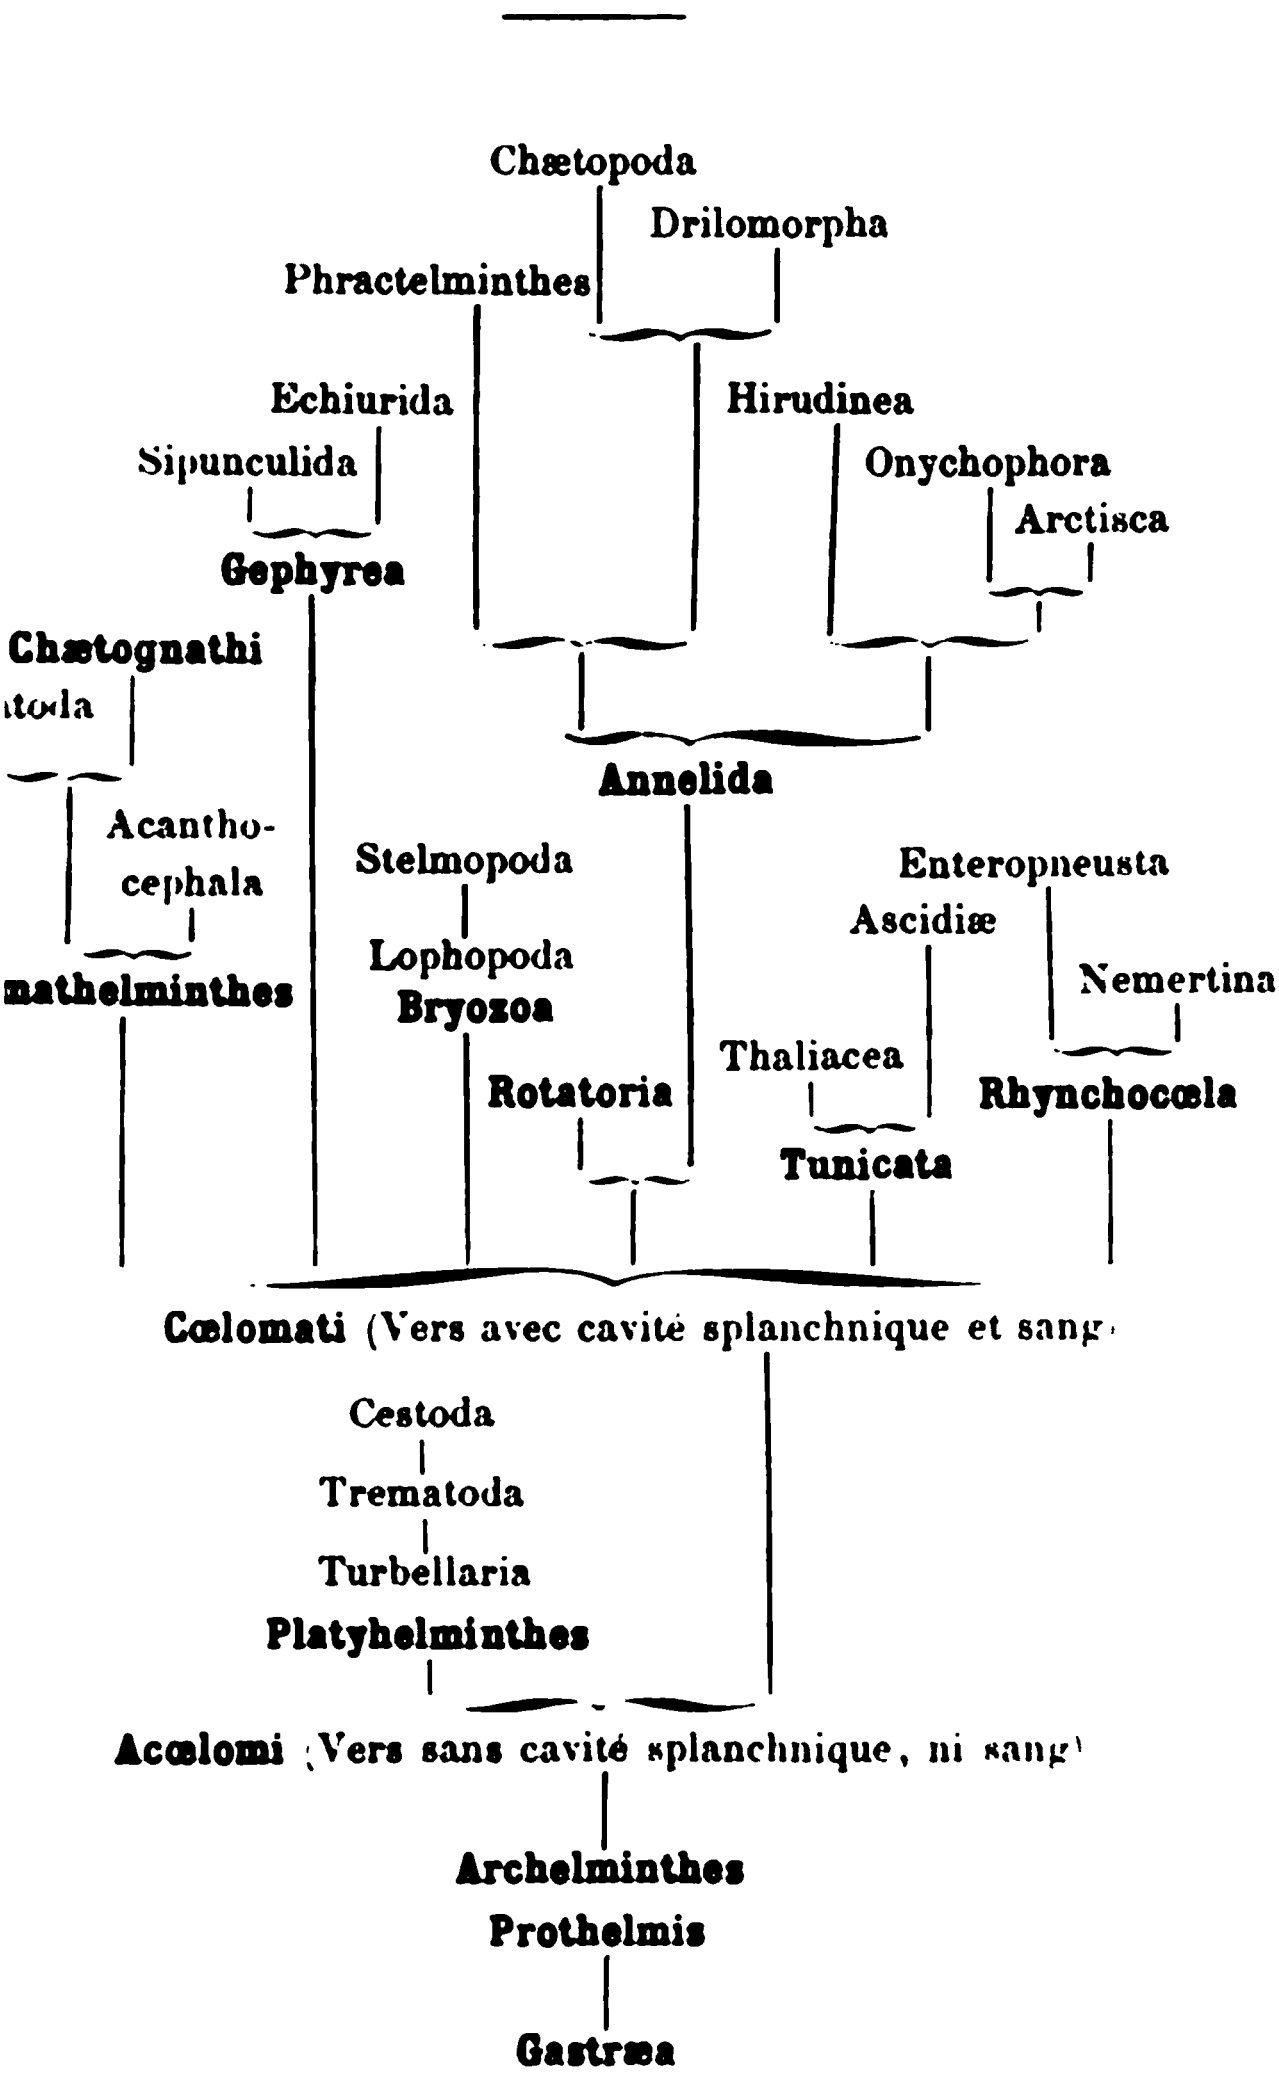 Chætopoda
Drilomorpha
Phractelminthes
Echiurida
Hirudinea
Sipunculida
Onychophora
Arctisca
Gephyrea
Chætognathi
Annelida
Acantho-
cephala
Stelmopoda
Enteropneusta
Ascidiæ
Lophopoda
Nemertina
mathelminthes
Bryozoa
Thaliacea
Rotatoria
Rhynchocœla
Tunicata
Cœlomati (Vers avec cavité splanchnique et sang
Cestoda
Trematoda
Turbellaria
Platyhelminthes
Acœlomi (Vers sans cavité splanchnique, ni sang)
Archelminthes
Prothelmis
Gastræa